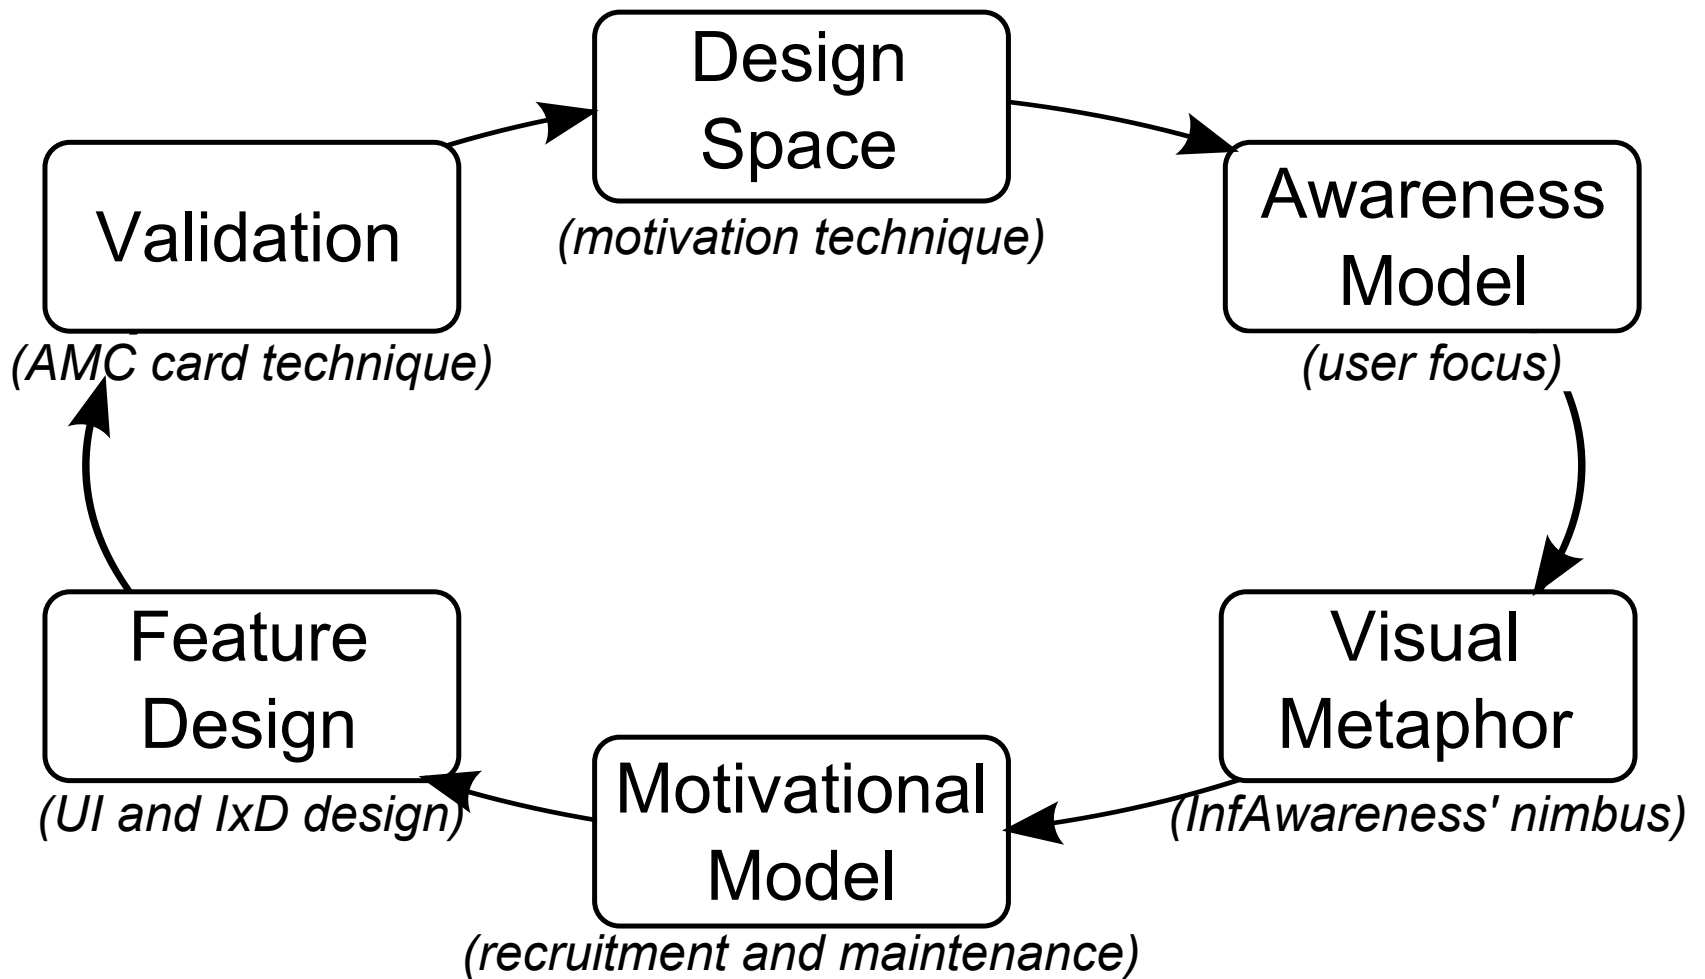 Design
Space
(motivation technique)
Awareness
Model
(user focus)
Visual
Metaphor
(InfAwareness' nimbus)
Motivational
Model
(recruitment and maintenance)
Feature
Design
(UI and IxD design)
Validation
(AMC card technique)